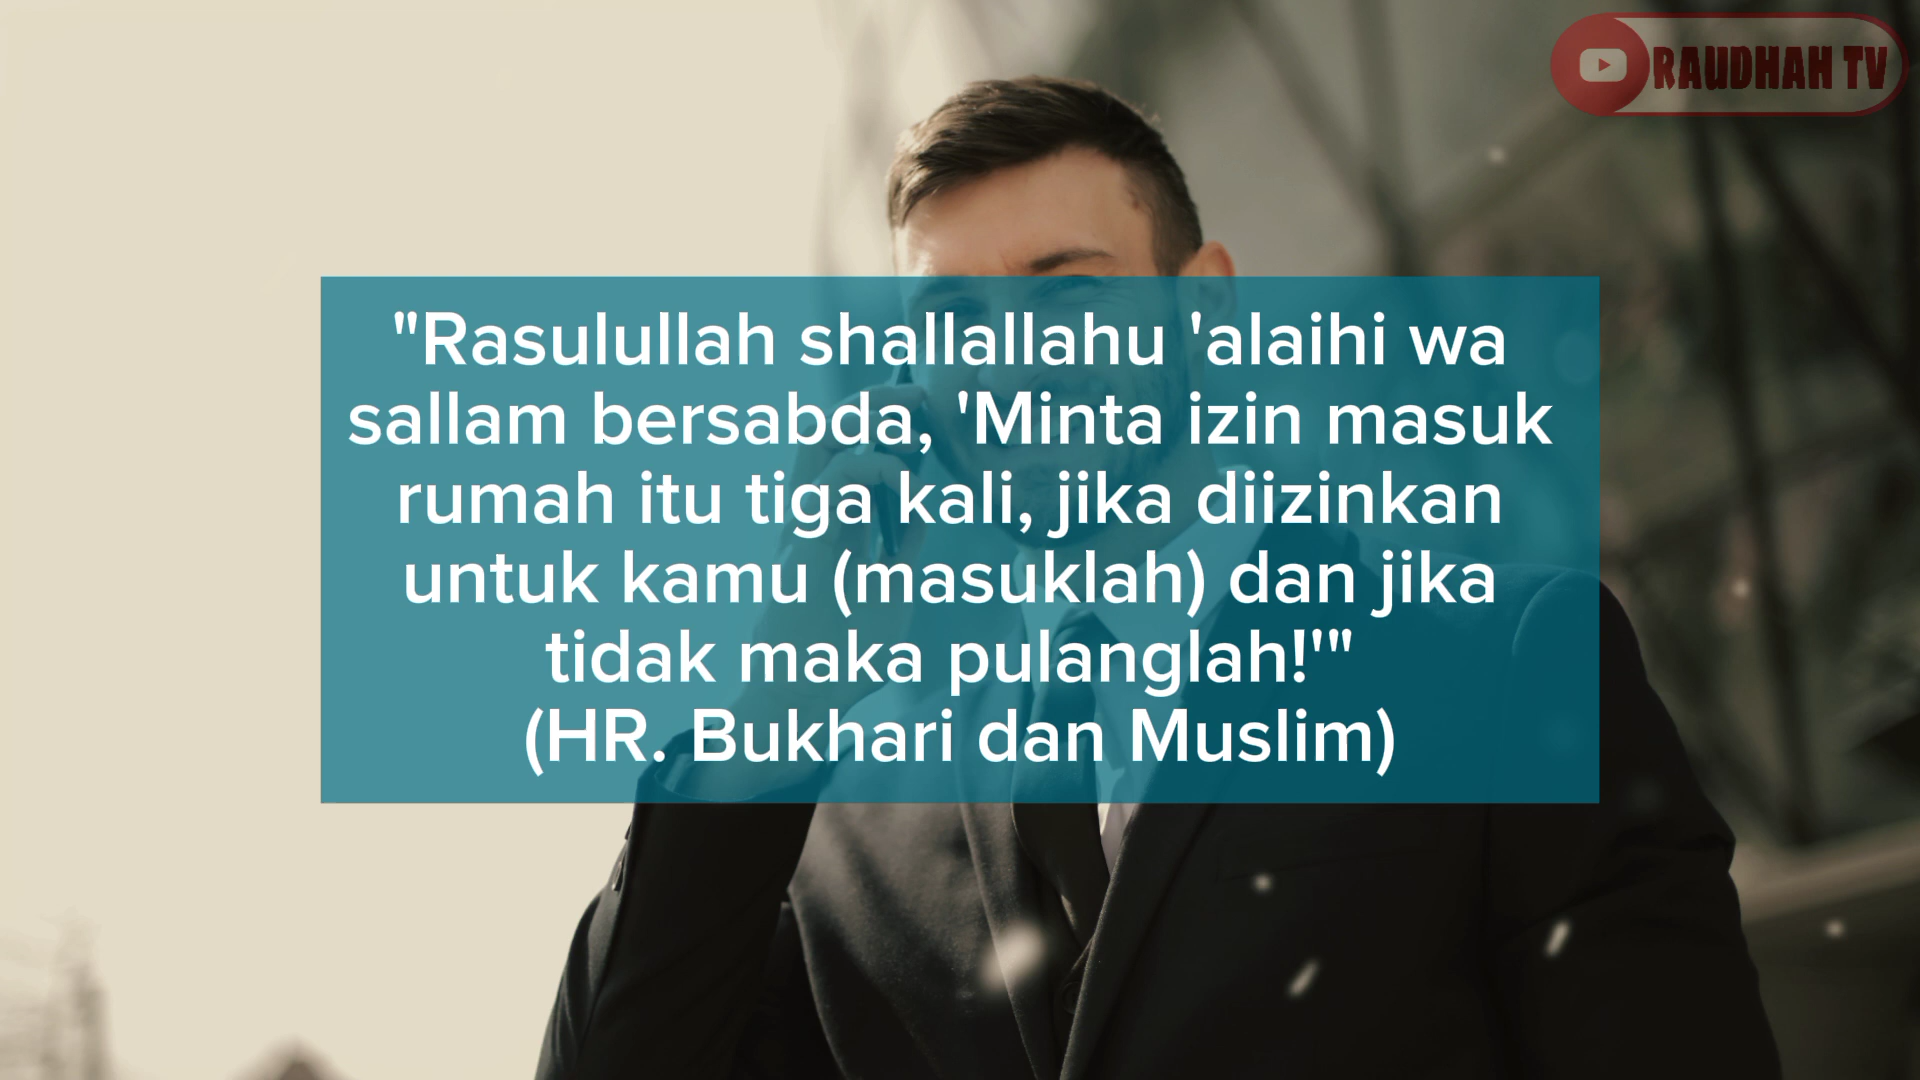 RAUDHAH TV
"Rasulullah shallallahu 'alaihi wa
sallam bersabda, 'Minta izin masuk
rumah itu tiga kali, jika diizinkan
untuk kamu (masuklah) dan jika
tidak maka pulanglah!'"
(HR. Bukhari dan Muslim)